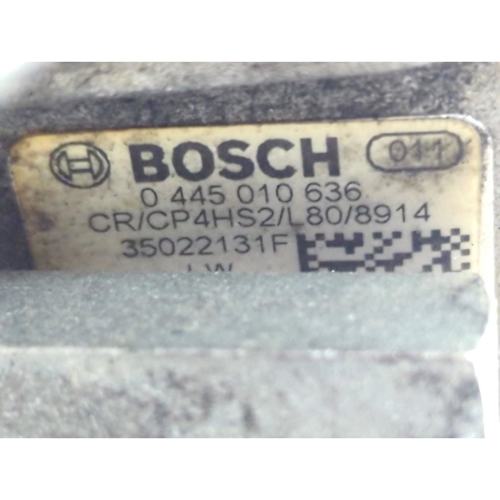 BOSCH 011
0 445 010 636
CR/CP4HS2/L80/8914
35022131F